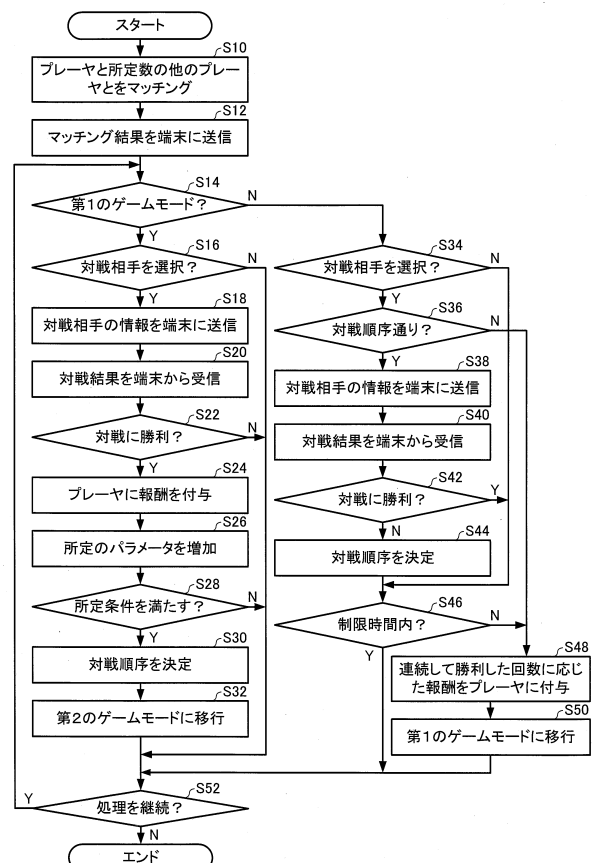 スタート
S10
プレーヤと所定数の他のプレー
ヤとをマッチング
S12
マッチング結果を端末に送信
S14
第1のゲームモード？
N
Y
S16
対戦相手を選択？
N
Y
S18
対戦相手の情報を端末に送信
S20
対戦結果を端末から受信
S22
対戦に勝利？
N
Y
S24
プレーヤに報酬を付与
S26
所定のパラメータを増加
S28
所定条件を満たす？
N
Y
S30
対戦順序を決定
S32
第2のゲームモードに移行
S34
対戦相手を選択？
N
Y
S36
対戦順序通り？
N
Y
S38
対戦相手の情報を端末に送信
S40
対戦結果を端末から受信
S42
対戦に勝利？
Y
N
S44
対戦順序を決定
S46
制限時間内？
N
Y
S48
連続して勝利した回数に応じ
た報酬をプレーヤに付与
S50
第1のゲームモードに移行
S52
処理を継続？
Y
N
エンド